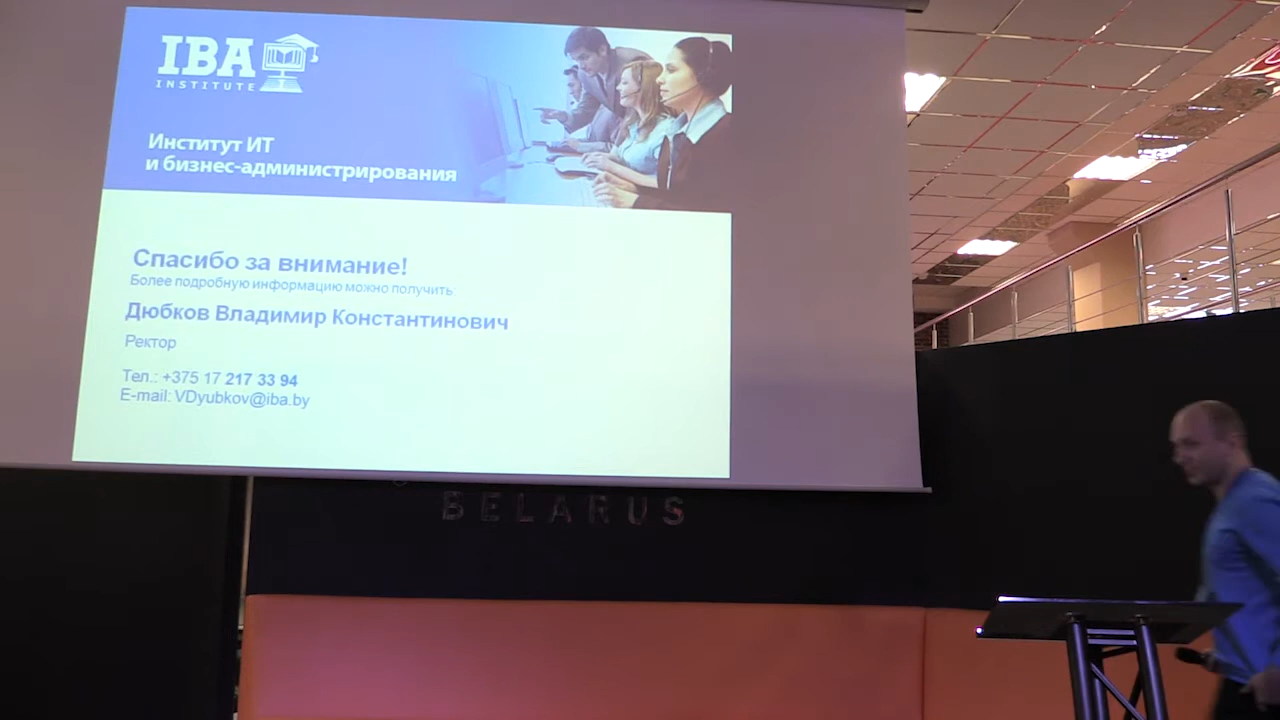 IBA
INSTITUTE
Институт ИТ
и бизнес-администрирования
Спасибо за внимание!
Более подробную информацию можно получить:
Дюбков Владимир Константинович
Ректор
Тел.: +375 17 217 33 94
E-mail: VDyubkov@iba.by
BELARUS